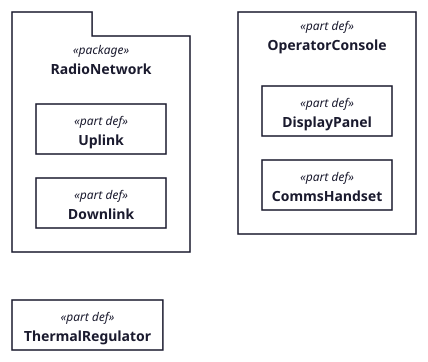 «package»
RadioNetwork
«part def»
Uplink
«part def»
Downlink
«part def»
OperatorConsole
«part def»
DisplayPanel
«part def»
CommsHandset
«part def»
ThermalRegulator